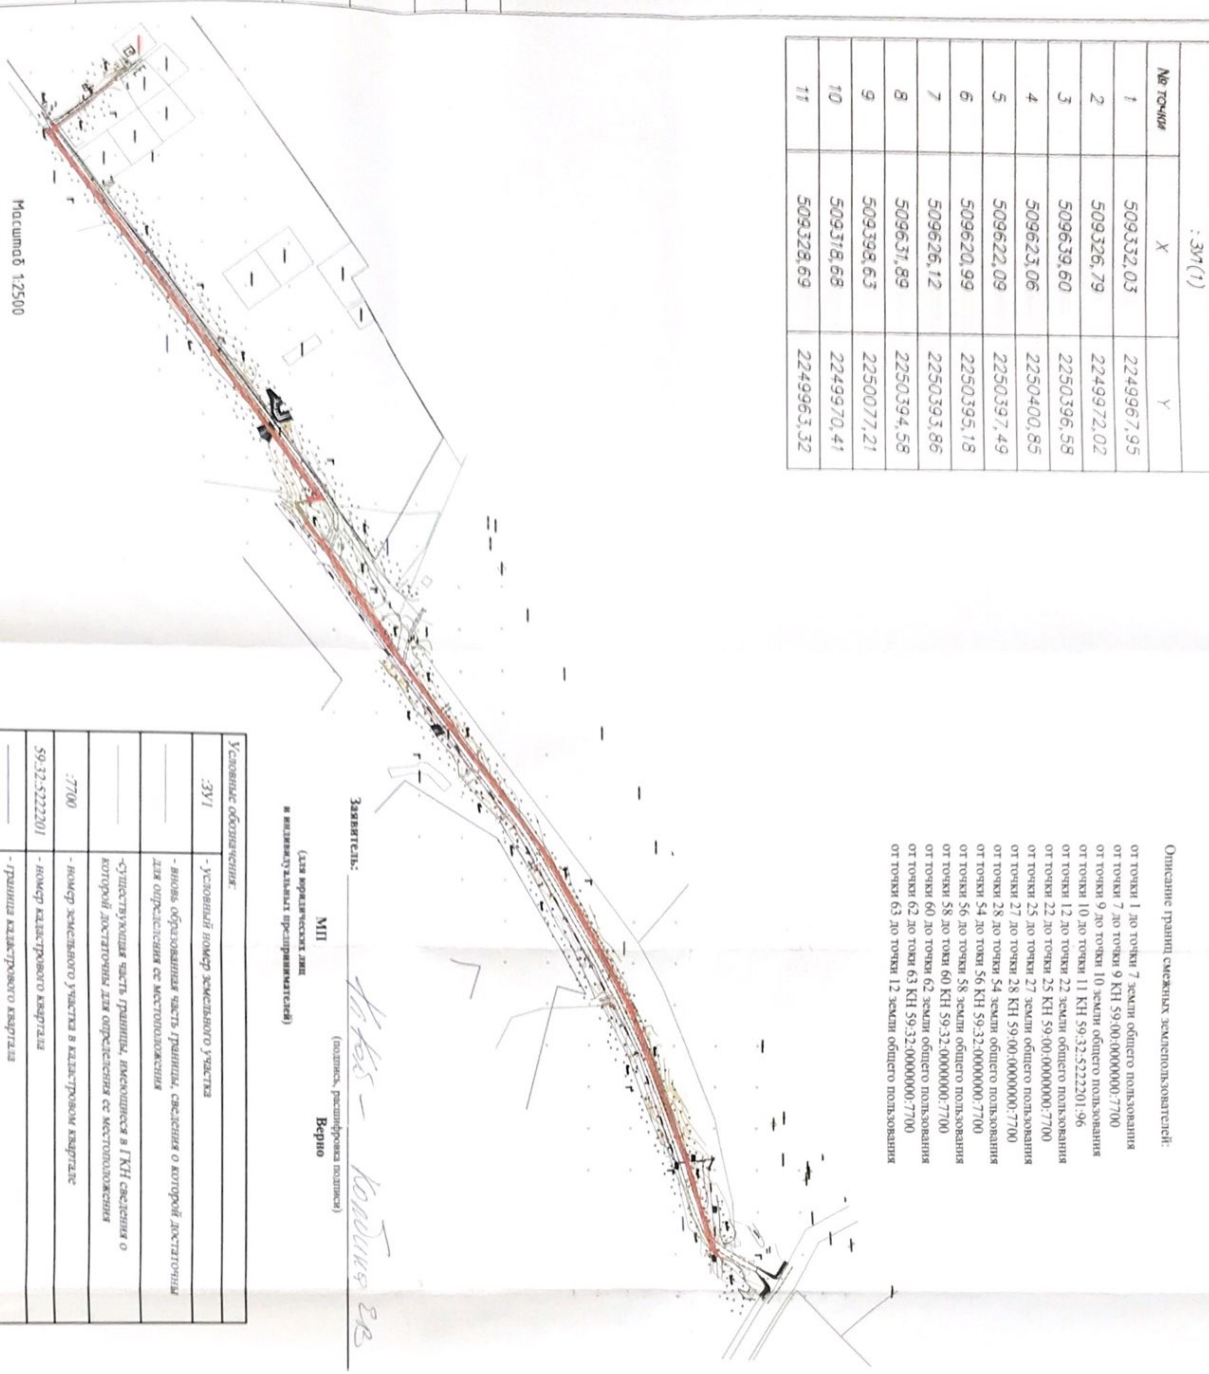 :ЗУ1(1)
№ точки X Y
1 509332,03 2249967,95
2 509326,79 2249972,02
3 509639,60 2250396,58
4 509623,06 2250400,85
5 509622,09 2250397,49
6 509620,99 2250395,18
7 509626,12 2250393,86
8 509631,89 2250394,58
9 509398,63 2250077,21
10 509318,68 2249970,41
11 509328,69 2249963,32
Описание границ смежных землепользователей:
от точки 1 до точки 7 земли общего пользования
от точки 7 до точки 9 КН 59:00:0000000:7700
от точки 9 до точки 10 земли общего пользования
от точки 10 до точки 11 КН 59:32:5222201:96
от точки 12 до точки 22 земли общего пользования
от точки 22 до точки 25 КН 59:00:0000000:7700
от точки 25 до точки 27 земли общего пользования
от точки 27 до точки 28 КН 59:00:0000000:7700
от точки 28 до точки 54 земли общего пользования
от точки 54 до токи 56 КН 59:32:0000000:7700
от точки 56 до точки 58 земли общего пользования
от точки 58 до токи 60 КН 59:32:0000000:7700
от точки 60 до точки 62 земли общего пользования
от точки 62 до токи 63 КН 59:32:0000000:7700
от точки 63 до точки 12 земли общего пользования
Масштаб 1:2500
Заявитель:
(подпись, расшифровка подписи)
МП Верно
(для юридических лиц
и индивидуальных предпринимателей)
Условные обозначения:
:ЗУ1 - условный номер земельного участка
- вновь образованная часть границы, сведения о которой достаточны
для определения ее местоположения
-существующая часть границы, имеющиеся в ГКН сведения о
которой достаточны для определения ее местоположения
:7700 - номер земельного участка в кадастровом квартале
59:32:5222201 - номер кадастрового квартала
- граница кадастрового квартала